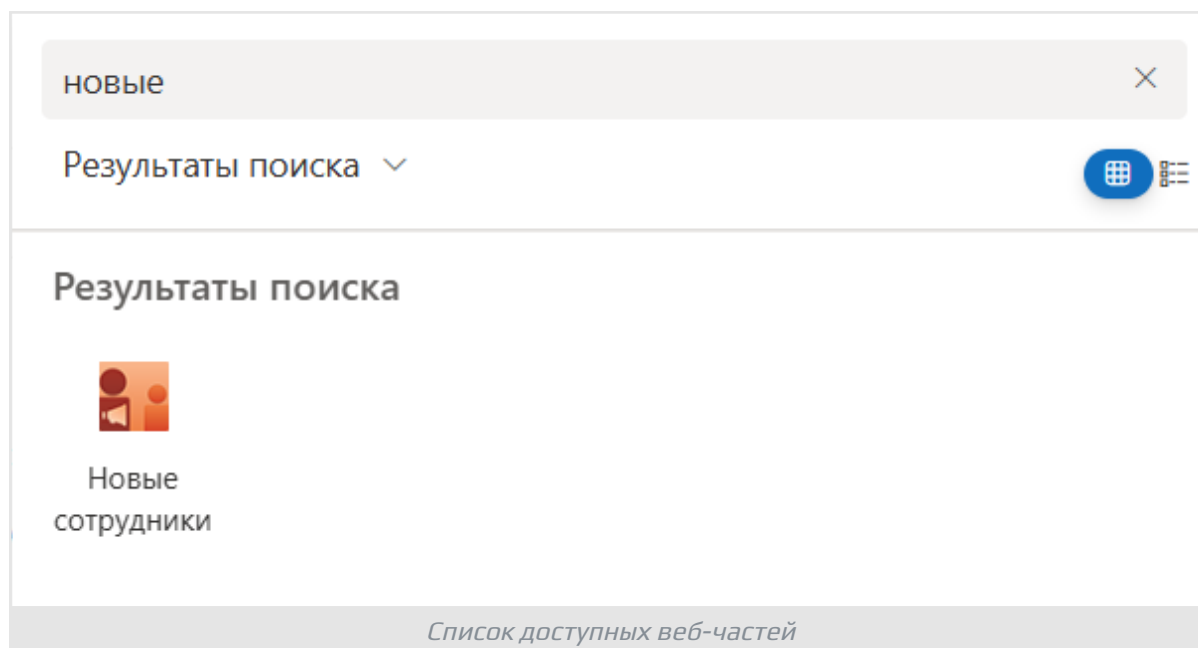 новые
Результаты поиска
Результаты поиска
Новые
сотрудники
Список доступных веб-частей